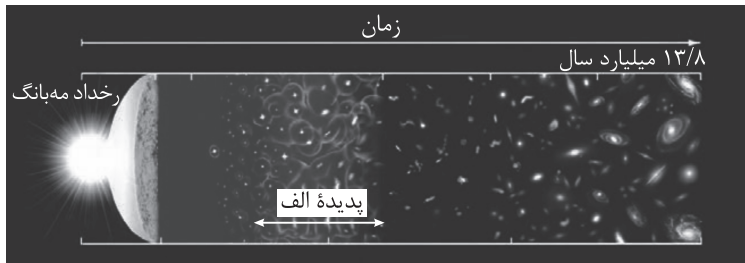 زمان
۱۳/۸ میلیارد سال
رخداد مه‌بانگ
پدیدهٔ الف